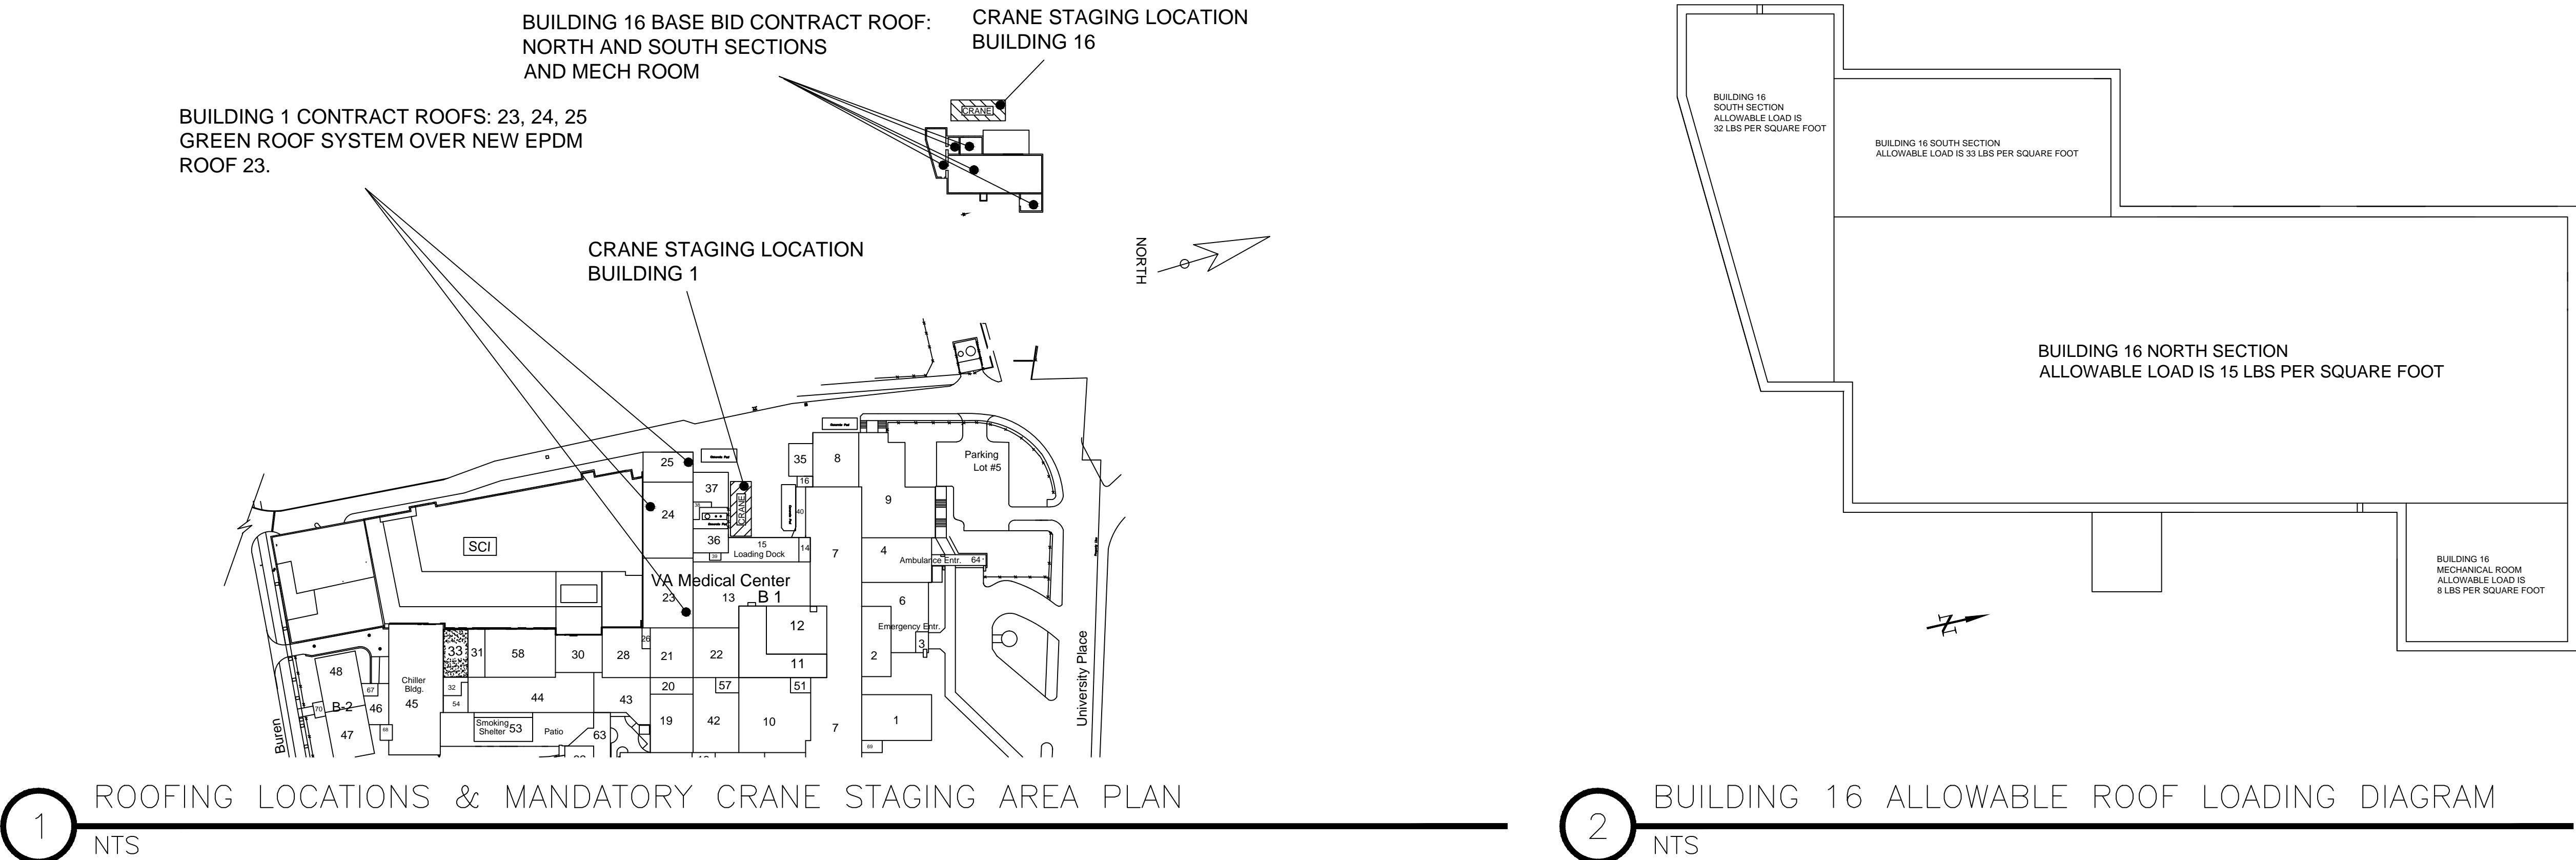 BUILDING 16 BASE BID CONTRACT ROOF:
NORTH AND SOUTH SECTIONS
AND MECH ROOM
CRANE STAGING LOCATION
BUILDING 16
BUILDING 1 CONTRACT ROOFS: 23, 24, 25
GREEN ROOF SYSTEM OVER NEW EPDM
ROOF 23.
CRANE
CRANE STAGING LOCATION
BUILDING 1
NORTH
25
37
24
CRANE
36
39
15
Loading Dock
14
40
16
35
8
9
Parking
Lot #5
7
4
Ambulance Entr.
64
SCI
VA Medical Center
B 1
23
13
12
11
6
Emergency Entr.
3
2
26
33
31
58
30
28
21
22
48
67
Chiller
Bldg.
45
32
54
44
43
20
57
51
70
B-2
46
47
68
Smoking
Shelter
53
Patio
63
19
42
10
7
1
69
Buren
University Place
1
ROOFING LOCATIONS & MANDATORY CRANE STAGING AREA PLAN
NTS
BUILDING 16
SOUTH SECTION
ALLOWABLE LOAD IS
32 LBS PER SQUARE FOOT
BUILDING 16 SOUTH SECTION
ALLOWABLE LOAD IS 33 LBS PER SQUARE FOOT
BUILDING 16 NORTH SECTION
ALLOWABLE LOAD IS 15 LBS PER SQUARE FOOT
BUILDING 16
MECHANICAL ROOM
ALLOWABLE LOAD IS
8 LBS PER SQUARE FOOT
N
2
BUILDING 16 ALLOWABLE ROOF LOADING DIAGRAM
NTS